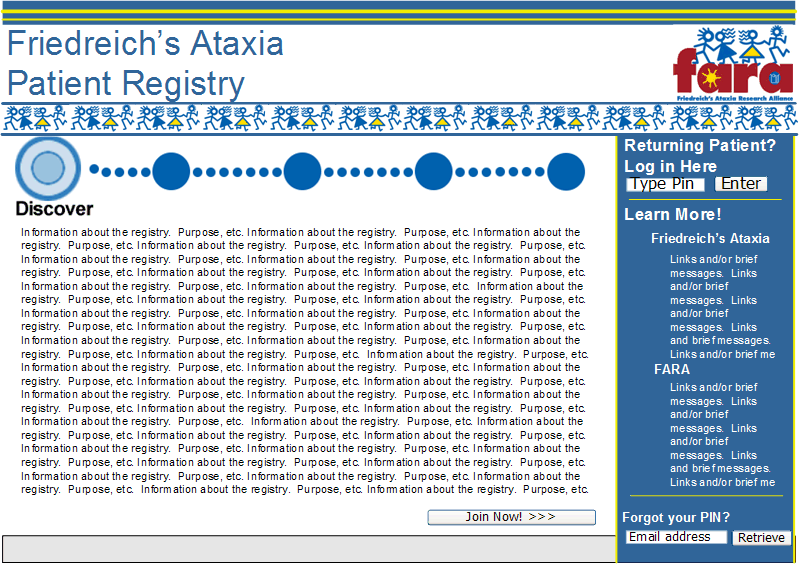 Friedreich's Ataxia
Patient Registry
fara
Friedreich's Ataxia Research Alliance
Discover
Information about the registry.  Purpose, etc. Information about the registry.  Purpose, etc. Information about the
registry.  Purpose, etc. Information about the registry.  Purpose, etc. Information about the registry.  Purpose, etc.
Information about the registry.  Purpose, etc. Information about the registry.  Purpose, etc. Information about the
registry.  Purpose, etc. Information about the registry.  Purpose, etc. Information about the registry.  Purpose, etc.
Information about the registry.  Purpose, etc. Information about the registry.  Purpose, etc.  Information about the
registry.  Purpose, etc. Information about the registry.  Purpose, etc. Information about the registry.  Purpose, etc.
Information about the registry.  Purpose, etc. Information about the registry.  Purpose, etc. Information about the
registry.  Purpose, etc. Information about the registry.  Purpose, etc. Information about the registry.  Purpose, etc.
Information about the registry.  Purpose, etc. Information about the registry.  Purpose, etc. Information about the
registry.  Purpose, etc. Information about the registry.  Purpose, etc.  Information about the registry.  Purpose, etc.
Information about the registry.  Purpose, etc. Information about the registry.  Purpose, etc. Information about the
registry.  Purpose, etc. Information about the registry.  Purpose, etc. Information about the registry.  Purpose, etc.
Information about the registry.  Purpose, etc. Information about the registry.  Purpose, etc. Information about the
registry.  Purpose, etc. Information about the registry.  Purpose, etc. Information about the registry.  Purpose, etc.
Information about the registry.  Purpose, etc.  Information about the registry.  Purpose, etc. Information about the
registry.  Purpose, etc. Information about the registry.  Purpose, etc. Information about the registry.  Purpose, etc.
Information about the registry.  Purpose, etc. Information about the registry.  Purpose, etc. Information about the
registry.  Purpose, etc. Information about the registry.  Purpose, etc. Information about the registry.  Purpose, etc.
Information about the registry.  Purpose, etc. Information about the registry.  Purpose, etc. Information about the
registry.  Purpose, etc.  Information about the registry.  Purpose, etc. Information about the registry.  Purpose, etc.
Join Now! >>>
Returning Patient?
Log in Here
Type Pin Enter
Learn More!
Friedreich's Ataxia
Links and/or brief
messages.  Links
and/or brief
messages.  Links
and/or brief
messages.  Links
and brief messages.
Links and/or brief me
FARA
Links and/or brief
messages.  Links
and/or brief
messages.  Links
and/or brief
messages.  Links
and brief messages.
Links and/or brief me
Forgot your PIN?
Email address Retrieve